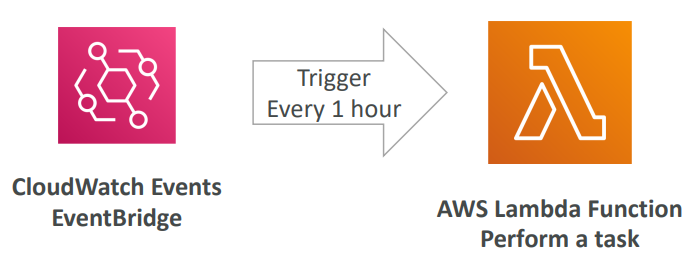 Trigger
Every 1 hour
CloudWatch Events
EventBridge
AWS Lambda Function
Perform a task